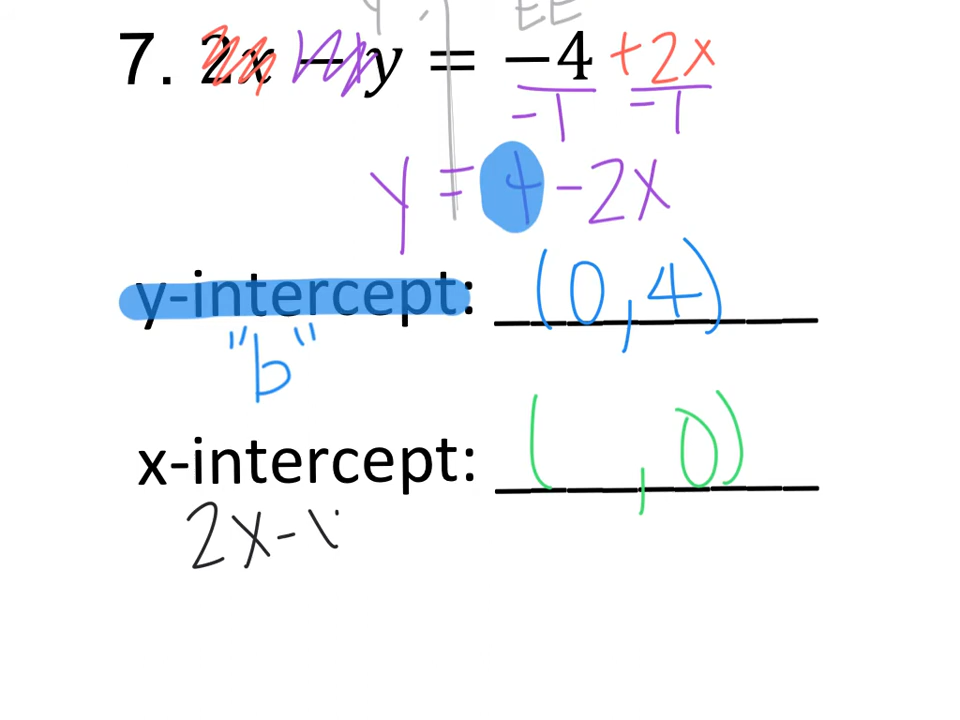 7. 2x − y = −4 +2x
−1 −1
y = 4 −2x
y-intercept: (0,4)
"b"
x-intercept: ( ,0)
2x-